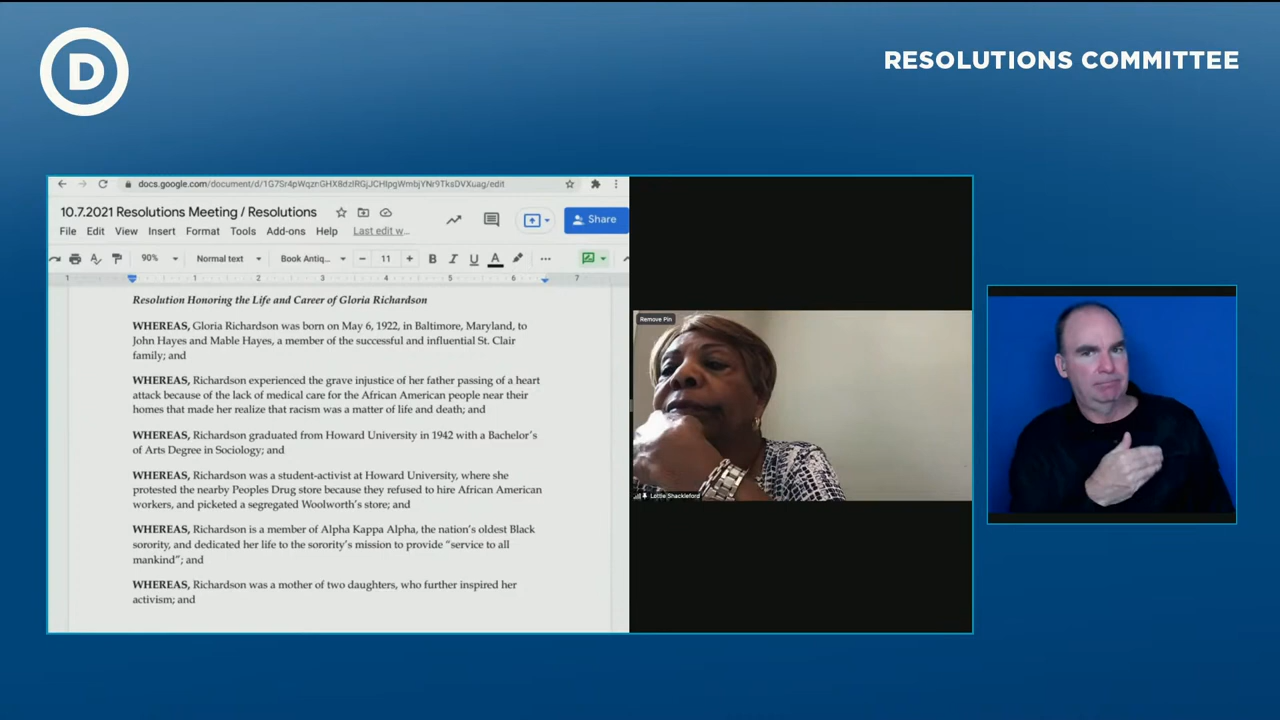 D
RESOLUTIONS COMMITTEE
10.7.2021 Resolutions Meeting / Resolutions
File Edit View Insert Format Tools Add-ons Help Last edit w...
Share
90% Normal text Book Antiq... 11 B I U A
1 1 2 3 4 5 6 7
Resolution Honoring the Life and Career of Gloria Richardson
WHEREAS, Gloria Richardson was born on May 6, 1922, in Baltimore, Maryland, to
John Hayes and Mable Hayes, a member of the successful and influential St. Clair
family; and
WHEREAS, Richardson experienced the grave injustice of her father passing of a heart
attack because of the lack of medical care for the African American people near their
homes that made her realize that racism was a matter of life and death; and
WHEREAS, Richardson graduated from Howard University in 1942 with a Bachelor's
of Arts Degree in Sociology; and
WHEREAS, Richardson was a student-activist at Howard University, where she
protested the nearby Peoples Drug store because they refused to hire African American
workers, and picketed a segregated Woolworth's store; and
WHEREAS, Richardson is a member of Alpha Kappa Alpha, the nation's oldest Black
sorority, and dedicated her life to the sorority's mission to provide "service to all
mankind"; and
WHEREAS, Richardson was a mother of two daughters, who further inspired her
activism; and
Remove Pin
Lottie Shackleford